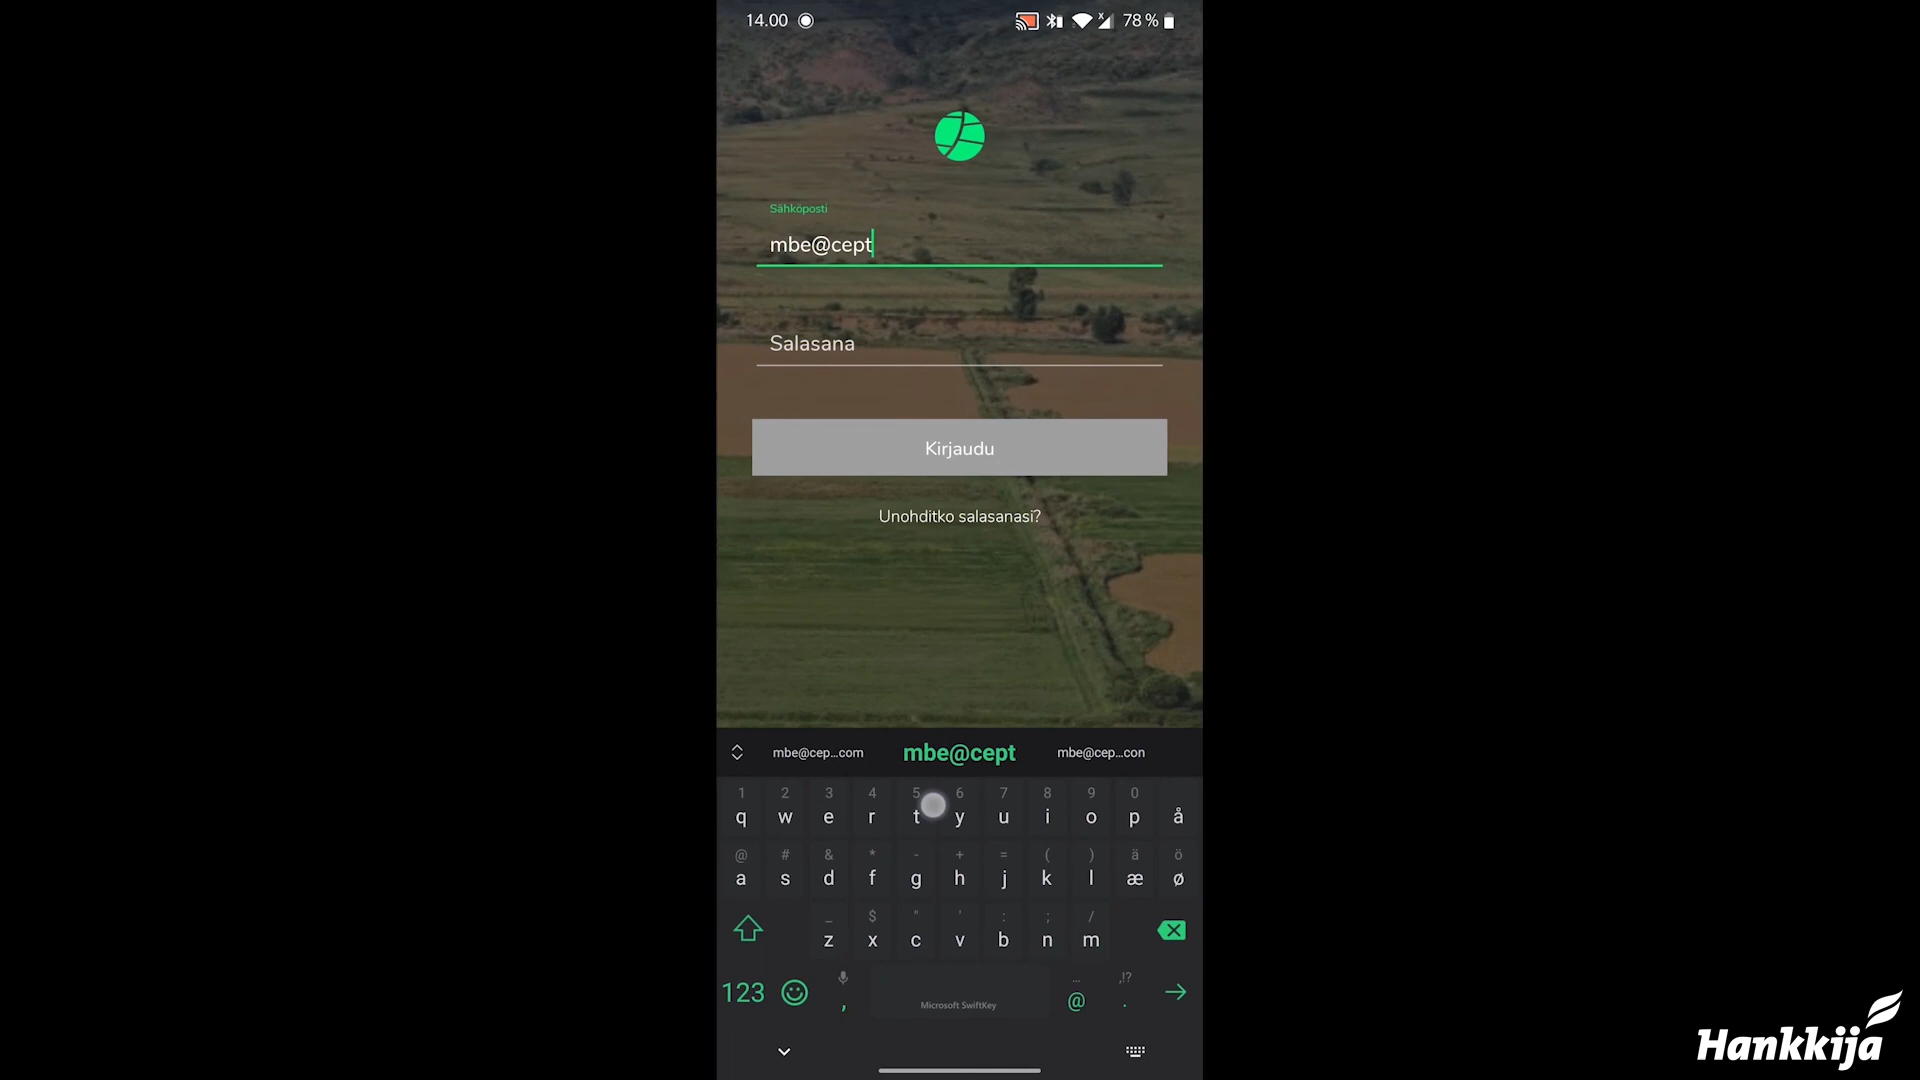 14.00
78 %
Sähköposti
mbe@cept
Salasana
Kirjaudu
Unohditko salasanasi?
mbe@cep...com mbe@cept mbe@cep...con
1 2 3 4 5 6 7 8 9 0
q w e r t y u i o p å
@ # & * - + = ( ) ä ö
a s d f g h j k l æ ø
_ $ " ' : ; /
z x c v b n m
... ,!?
123 , Microsoft SwiftKey @ .
Hankkija